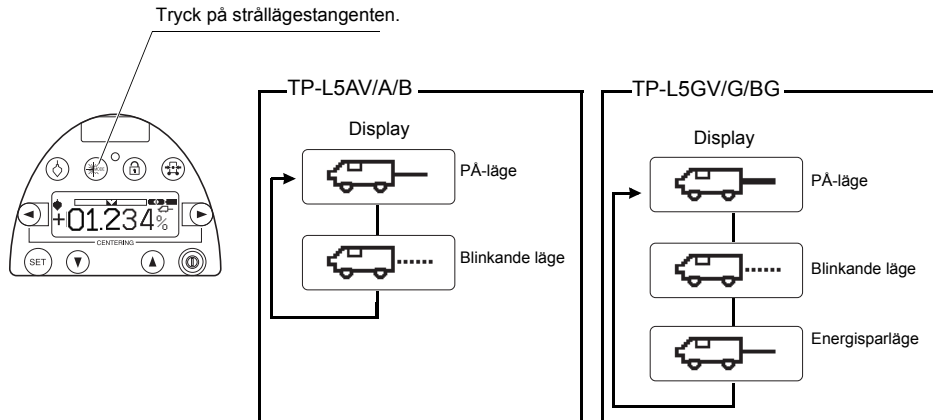 Tryck på strållägestangenten.
TP-L5AV/A/B
Display
PÅ-läge
Blinkande läge
TP-L5GV/G/BG
Display
PÅ-läge
Blinkande läge
Energisparläge
+01.234%
CENTERING
SET